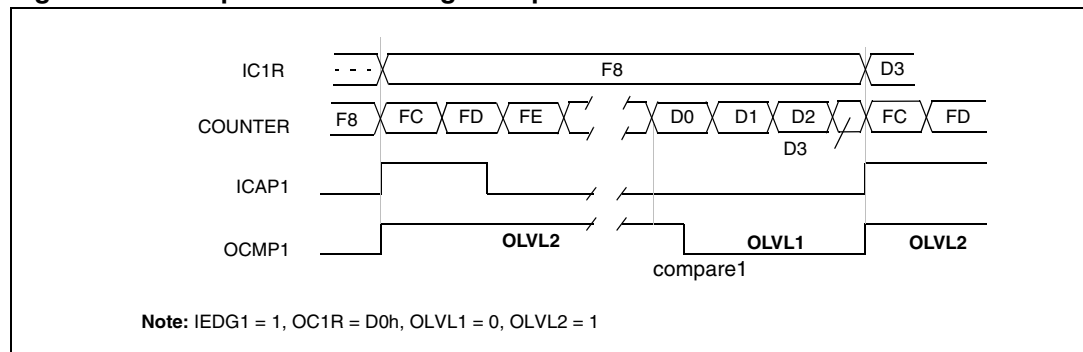 IC1R - - - F8 D3
COUNTER F8 FC FD FE D0 D1 D2 FC FD
D3
ICAP1
OCMP1 OLVL2 OLVL1 OLVL2
compare1
Note: IEDG1 = 1, OC1R = D0h, OLVL1 = 0, OLVL2 = 1